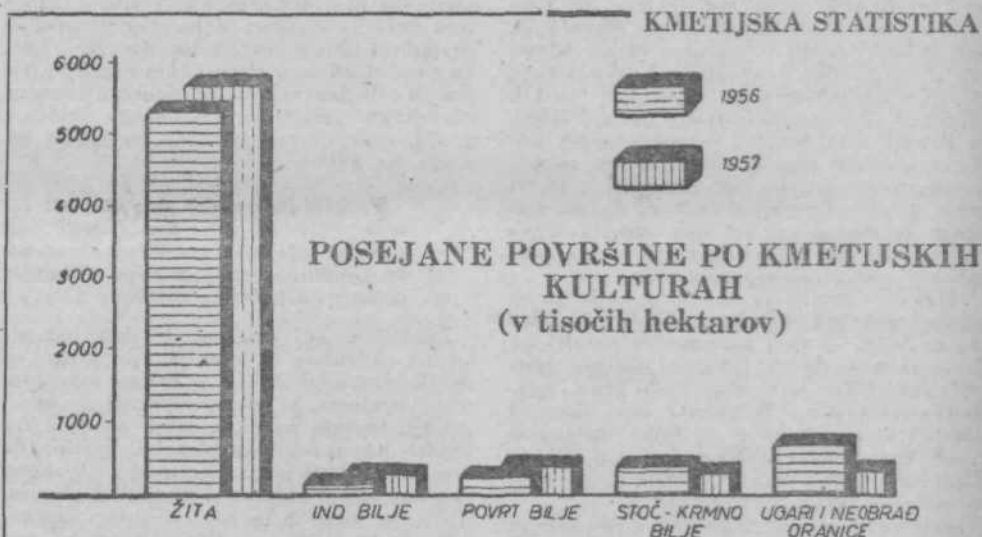 KMETIJSKA STATISTIKA
6000
5000
4000
3000
2000
1000
1956
1957
POSEJANE POVRŠINE PO KMETIJSKIH
KULTURAH
(v tisočih hektarov)
ŽITA
IND BILJE
POVRT BILJE
STOČ-KRMNO
BILJE
UGARI I NEOBRAĐ
ORANICE